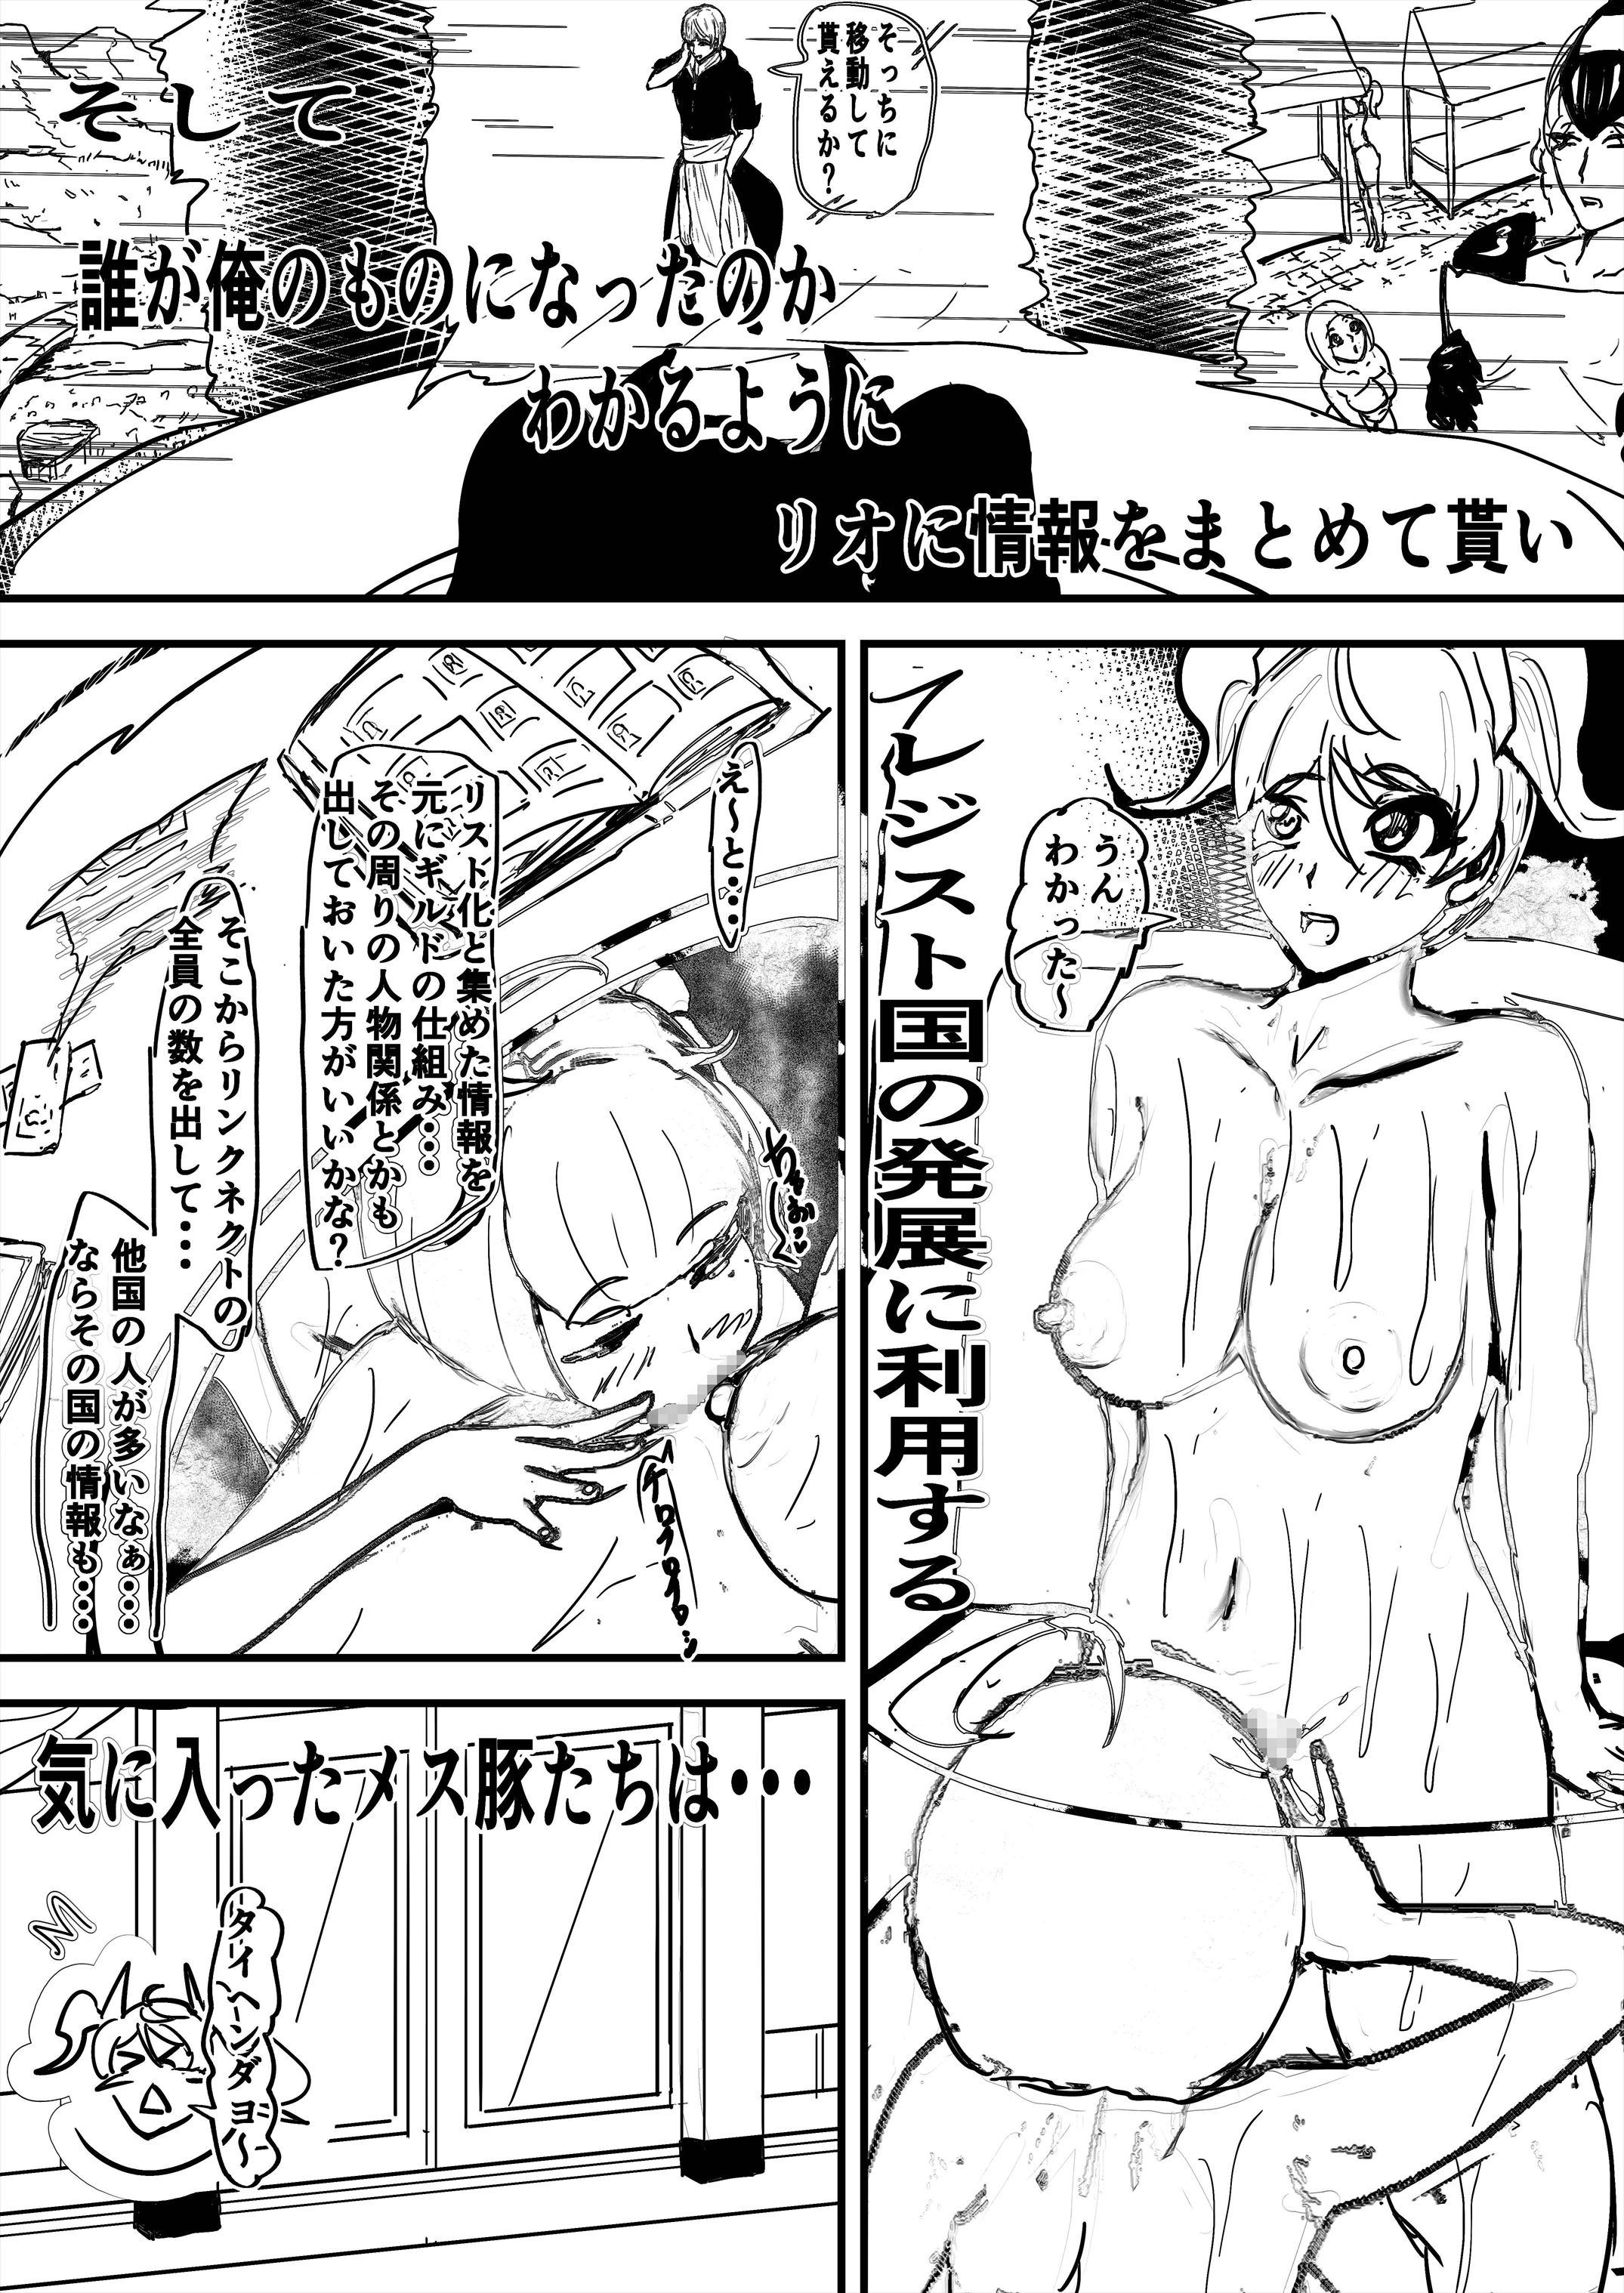 そっちに
移動して
貰えるか？
そして
誰が俺のものになったのか
わかるように
リオに情報をまとめて貰い
うん
わかった〜
フレジスト国の発展に利用する
え〜と・・・
リスト化と集めた情報を
元にギルドの仕組み・・・
その周りの人物関係とかも
出しておいた方がいいかな？
そこからリンクネクトの
全員の数を出して・・・
他国の人が多いなぁ・・・
ならその国の情報も・・・
気に入ったメス豚たちは・・・
タイヘーンダヨ〜